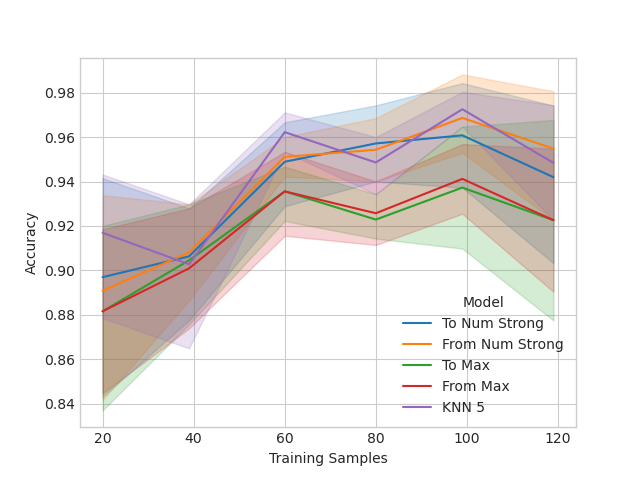 0.98
0.96
0.94
0.92
0.90
0.88
0.86
0.84
Accuracy
20
40
60
80
100
120
Training Samples
Model
To Num Strong
From Num Strong
To Max
From Max
KNN 5